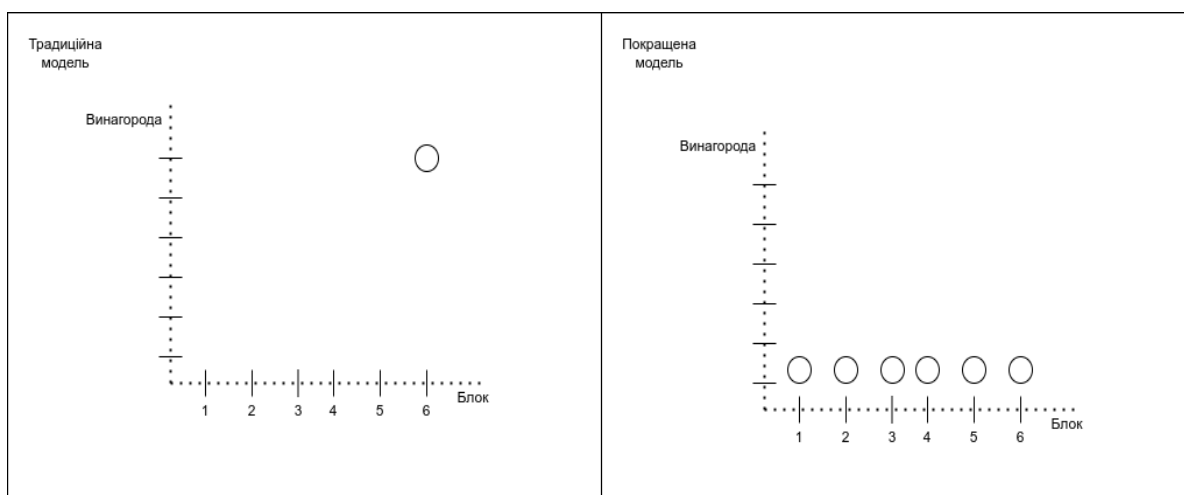 Традиційна
модель
Винагорода
Блок
1 2 3 4 5 6
Покращена
модель
Винагорода
Блок
1 2 3 4 5 6